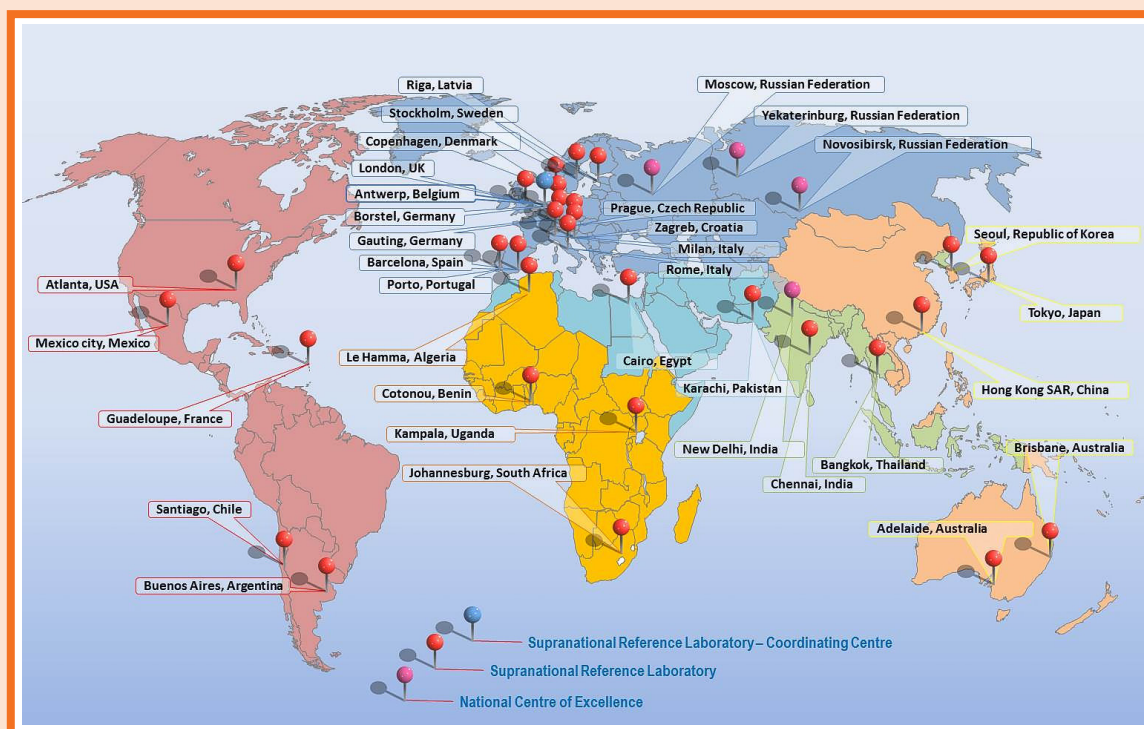 Riga, Latvia
Stockholm, Sweden
Copenhagen, Denmark
London, UK
Antwerp, Belgium
Borstel, Germany
Gauting, Germany
Barcelona, Spain
Porto, Portugal
Moscow, Russian Federation
Yekaterinburg, Russian Federation
Novosibirsk, Russian Federation
Prague, Czech Republic
Zagreb, Croatia
Milan, Italy
Rome, Italy
Seoul, Republic of Korea
Tokyo, Japan
Atlanta, USA
Mexico city, Mexico
Guadeloupe, France
Le Hamma, Algeria
Cairo, Egypt
Cotonou, Benin
Karachi, Pakistan
Hong Kong SAR, China
Kampala, Uganda
New Delhi, India
Brisbane, Australia
Johannesburg, South Africa
Bangkok, Thailand
Chennai, India
Santiago, Chile
Adelaide, Australia
Buenos Aires, Argentina
Supranational Reference Laboratory – Coordinating Centre
Supranational Reference Laboratory
National Centre of Excellence